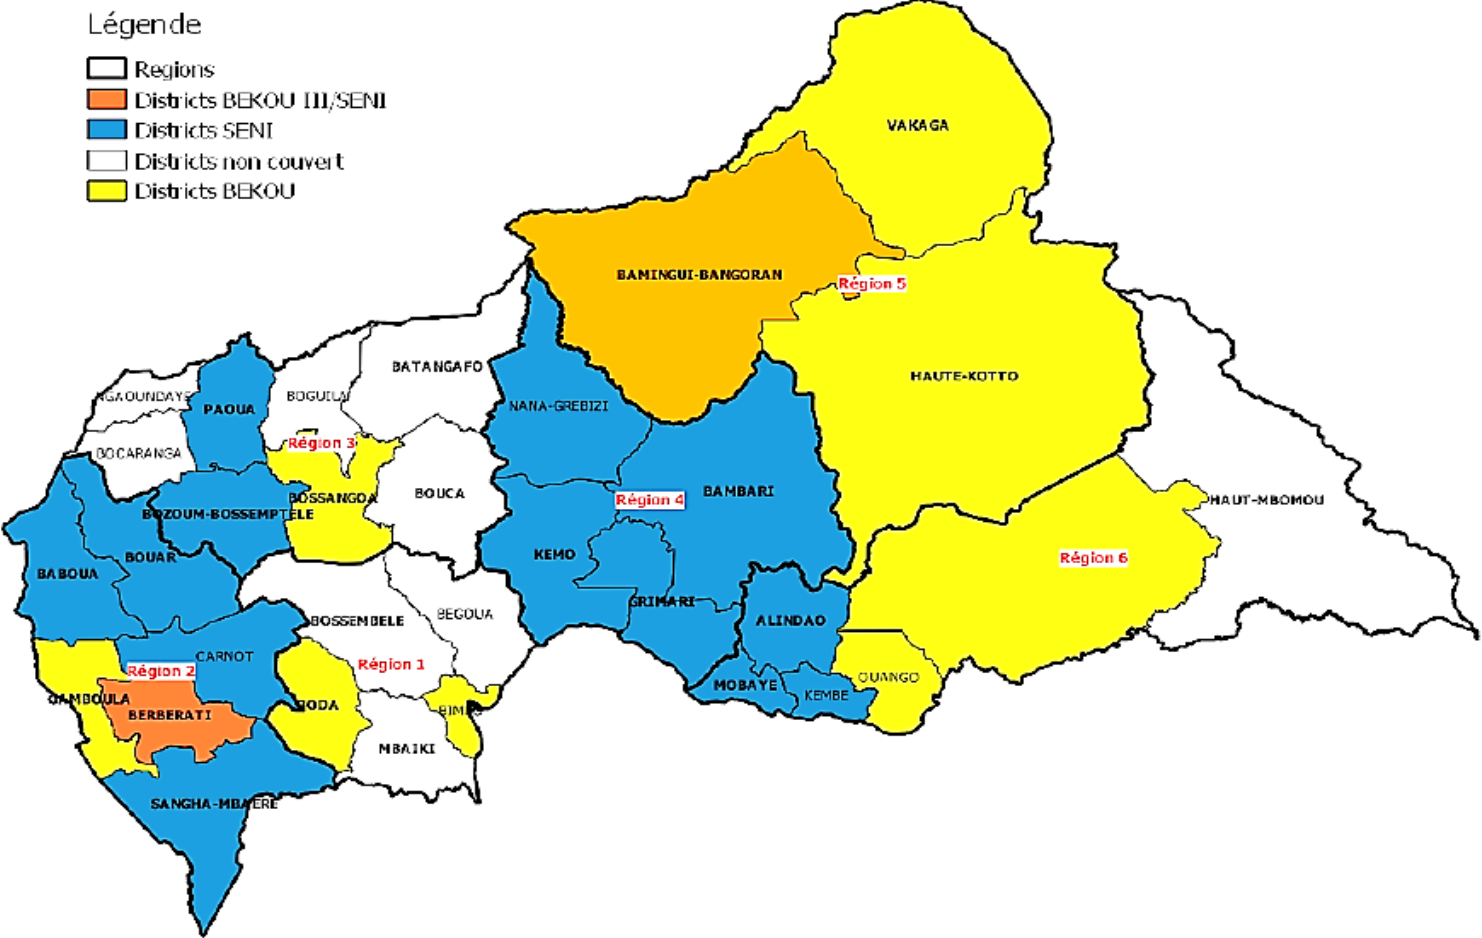 Légende
Regions
Districts BEKOU III/SENI
Districts SENI
Districts non couvert
Districts BEKOU
VAKAGA
BAMINGUI-BANGORAN
Région 5
HAUTE-KOTTO
BATANGAFO
NGAOUNDAYE
PAOUA
BOGUILA
NANA-GREBIZI
Région 3
BOCARANGA
BOSSANGOA
BOUCA
BAMBARI
Région 4
HAUT-MBOMOU
BOZOUM-BOSSEMPTELE
BOUAR
KEMO
Région 6
BABOUA
GRIMARI
BOSSEMBELE
BEGOUA
ALINDAO
CARNOT
Région 2
Région 1
OUANGO
MOBAYE
KEMBE
GAMBOULA
BERBERATI
BODA
MBAIKI
SANGHA-MBAERE